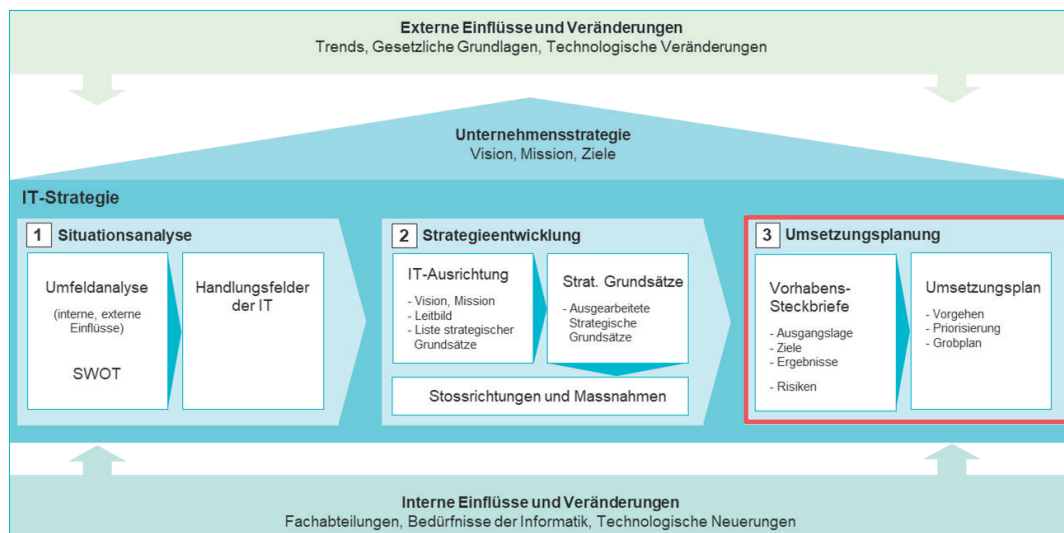 Externe Einflüsse und Veränderungen
Trends, Gesetzliche Grundlagen, Technologische Veränderungen
Unternehmensstrategie
Vision, Mission, Ziele
IT-Strategie
1 Situationsanalyse
Umfeldanalyse
(interne, externe
Einflüsse)
SWOT
Handlungsfelder
der IT
2 Strategieentwicklung
IT-Ausrichtung
- Vision, Mission
- Leitbild
- Liste strategischer
Grundsätze
Strat. Grundsätze
- Ausgearbeitete
Strategische
Grundsätze
Stossrichtungen und Massnahmen
3 Umsetzungsplanung
Vorhabens-
Steckbriefe
- Ausgangslage
- Ziele
- Ergebnisse
- Risiken
Umsetzungsplan
- Vorgehen
- Priorisierung
- Grobplan
Interne Einflüsse und Veränderungen
Fachabteilungen, Bedürfnisse der Informatik, Technologische Neuerungen